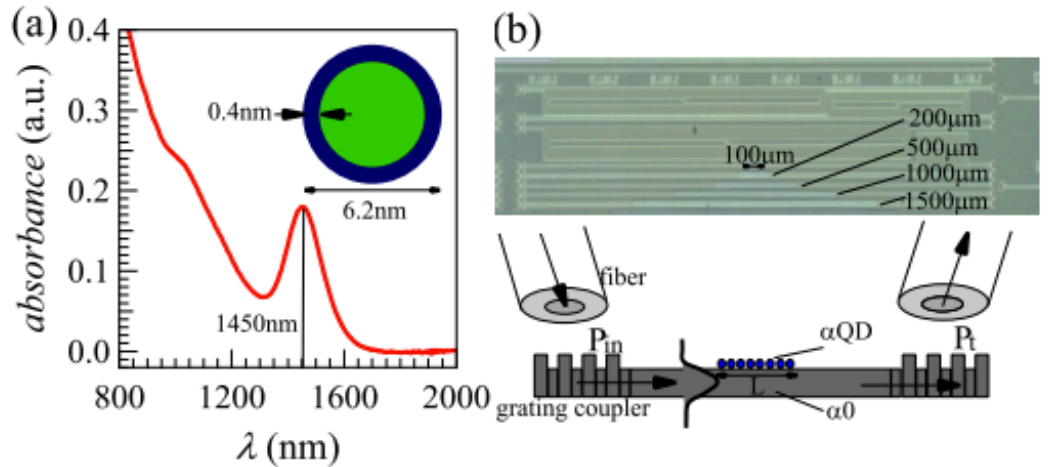 (a)
0.4
0.3
0.2
0.1
0.0
absorbance (a.u.)
0.4nm
6.2nm
1450nm
800
1200
1600
2000
λ (nm)
(b)
200μm
100μm
500μm
1000μm
1500μm
fiber
Pin
αQD
Pt
grating coupler
L
α0